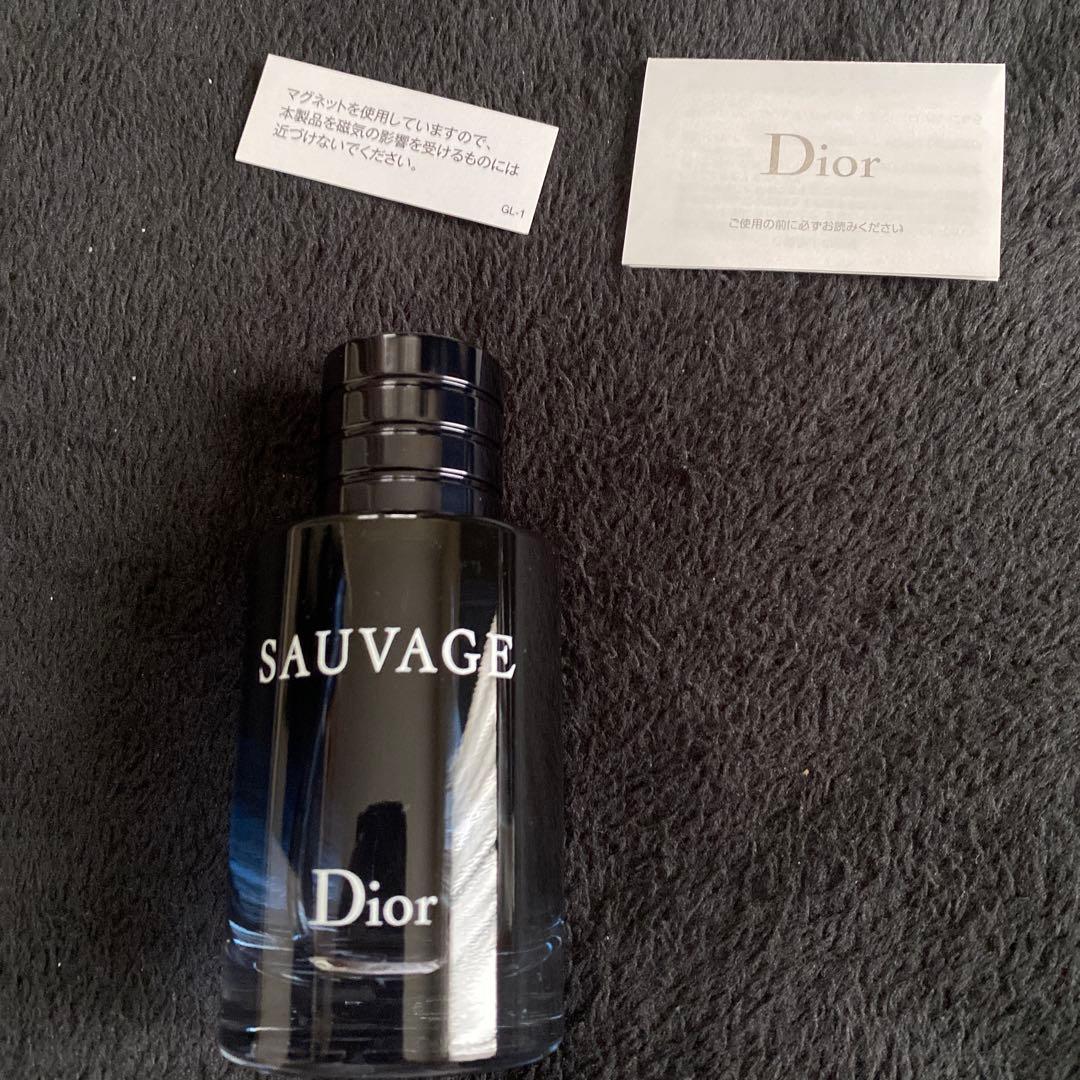 マグネットを使用していますので、
本製品を磁気の影響を受けるものには
近づけないでください。
GL-1
Dior
ご使用の前に必ずお読みください
SAUVAGE
Dior